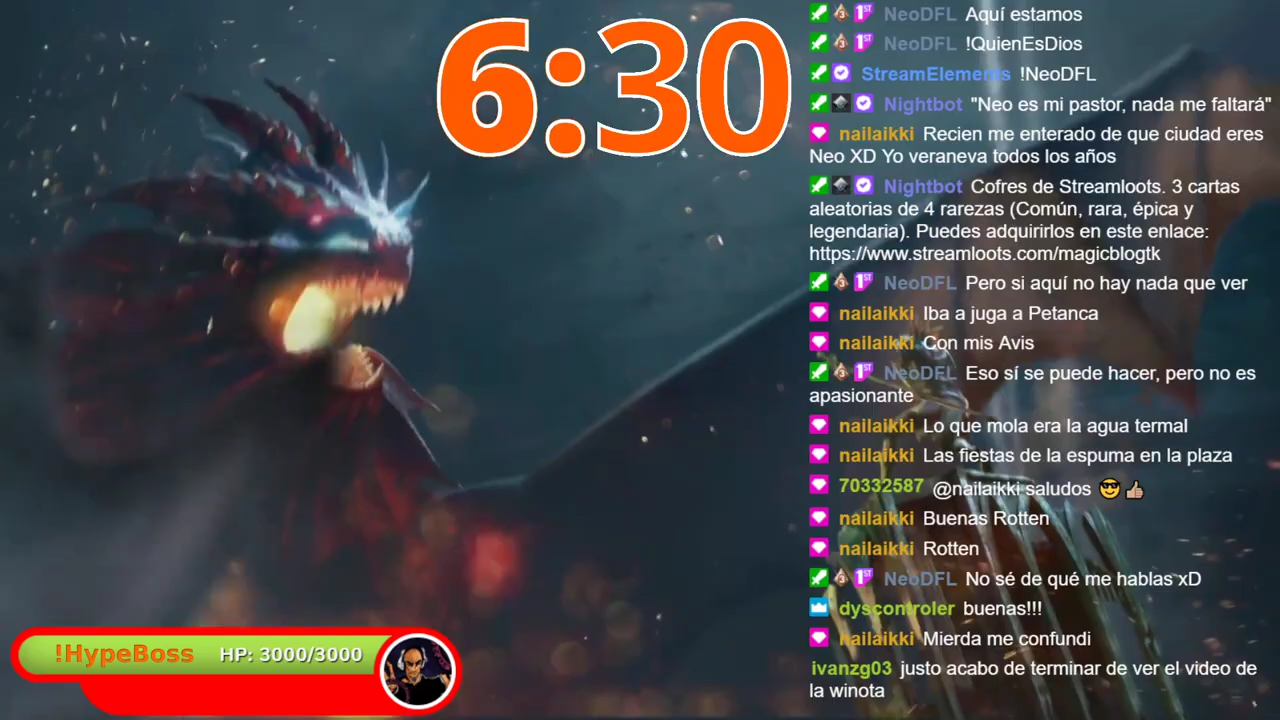 6:30
NeoDFL Aquí estamos
NeoDFL !QuienEsDios
StreamElements !NeoDFL
Nightbot "Neo es mi pastor, nada me faltará"
nailaikki Recien me enterado de que ciudad eres
Neo XD Yo veraneva todos los años
Nightbot Cofres de Streamloots. 3 cartas
aleatorias de 4 rarezas (Común, rara, épica y
legendaria). Puedes adquirirlos en este enlace:
https://www.streamloots.com/magicblogtk
NeoDFL Pero si aquí no hay nada que ver
nailaikki Iba a juga a Petanca
nailaikki Con mis Avis
NeoDFL Eso sí se puede hacer, pero no es
apasionante
nailaikki Lo que mola era la agua termal
nailaikki Las fiestas de la espuma en la plaza
70332587 @nailaikki saludos 😎👍🏼
nailaikki Buenas Rotten
nailaikki Rotten
NeoDFL No sé de qué me hablas xD
dyscontroler buenas!!!
nailaikki Mierda me confundi
ivanzg03 justo acabo de terminar de ver el video de
la winota
!HypeBoss HP: 3000/3000